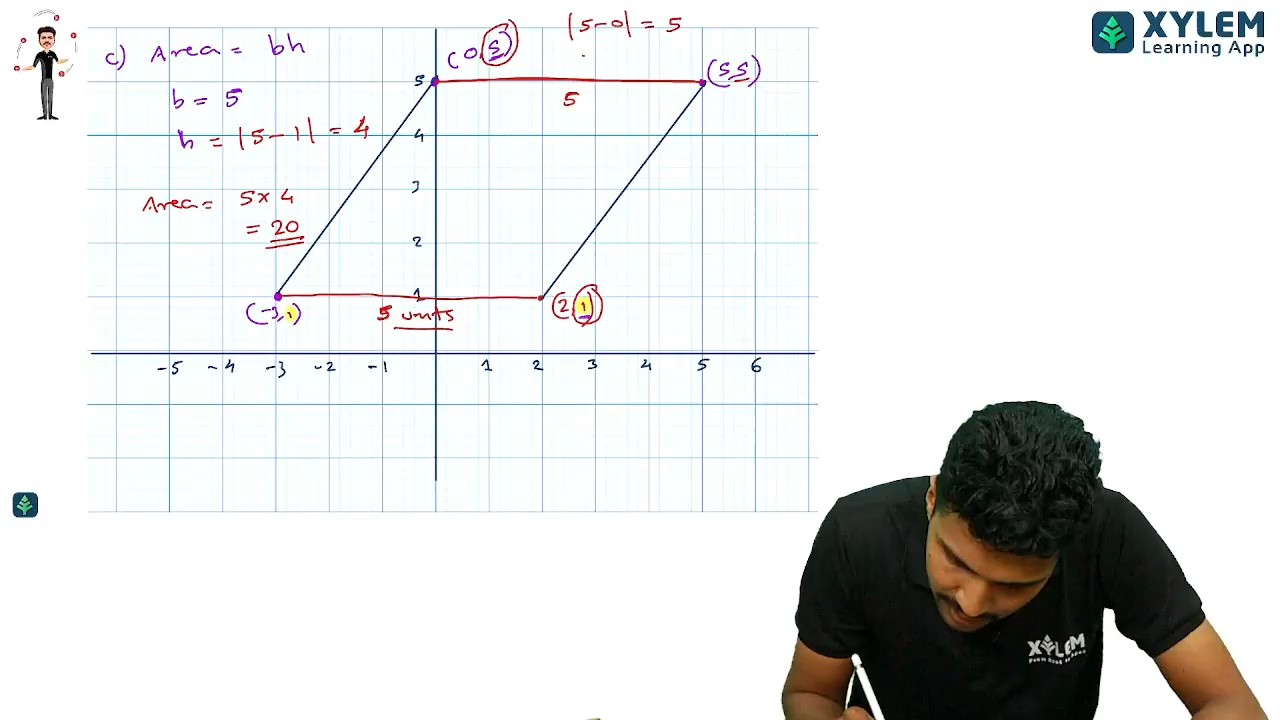 c) Area = bh
b = 5
h = |5-1| = 4
Area = 5x4
= 20
(0 5)
|5-0| = 5
(5,5)
5
5
4
3
2
1
(-3,1)
5 units
(2,1)
-5 -4 -3 -2 -1 1 2 3 4 5 6
XYLEM
Learning App
XYLEM